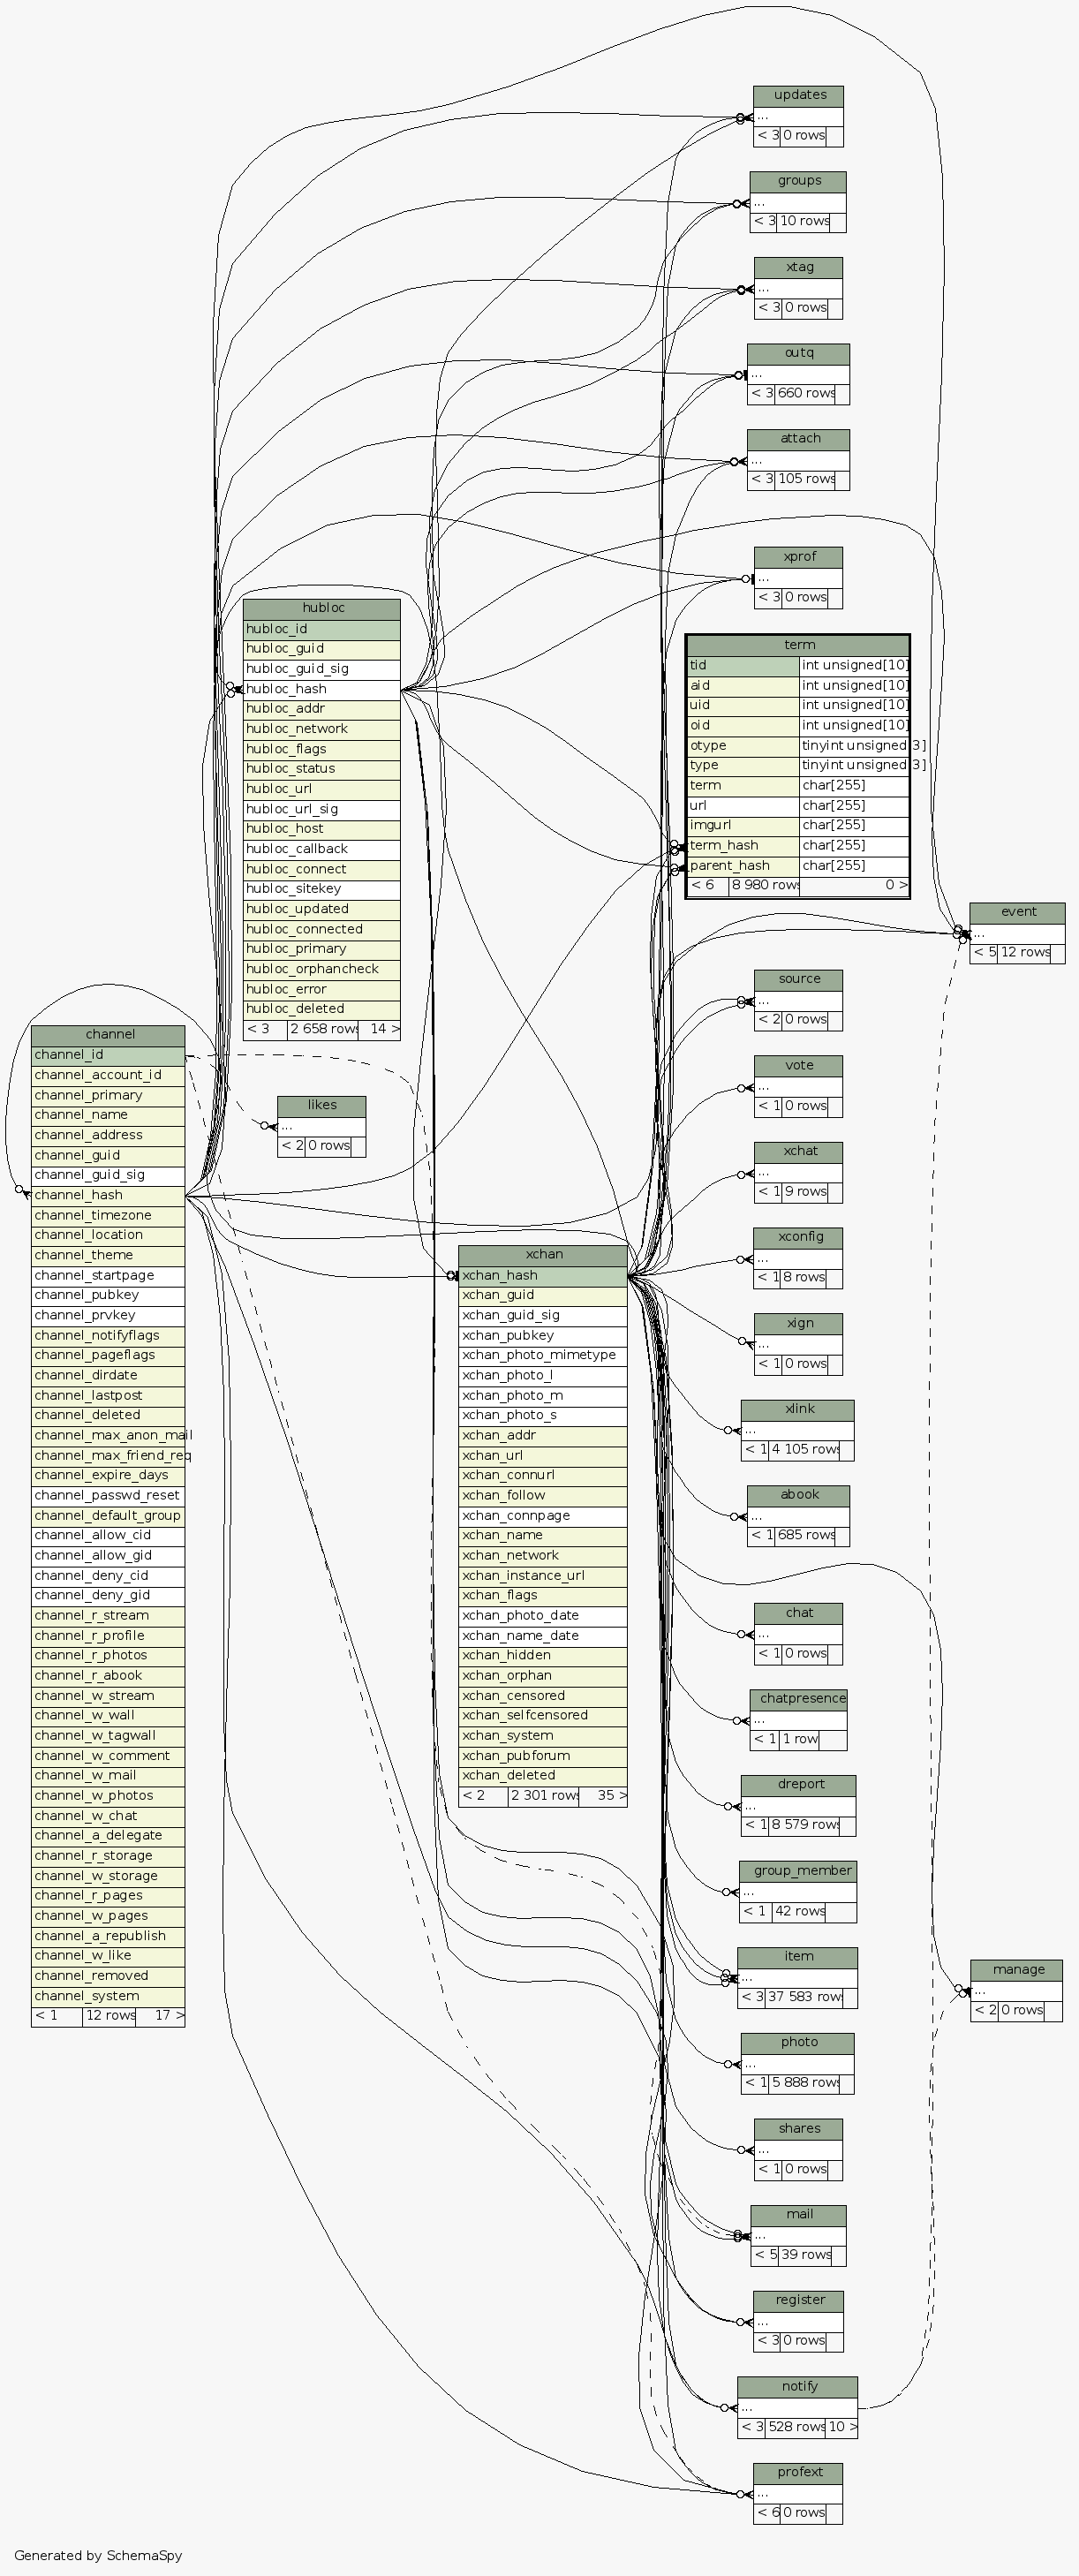 updates
...
< 3 0 rows
groups
...
< 3 10 rows
xtag
...
< 3 0 rows
outq
...
< 3 660 rows
attach
...
< 3 105 rows
xprof
...
< 3 0 rows
hubloc
hubloc_id
hubloc_guid
hubloc_guid_sig
hubloc_hash
hubloc_addr
hubloc_network
hubloc_flags
hubloc_status
hubloc_url
hubloc_url_sig
hubloc_host
hubloc_callback
hubloc_connect
hubloc_sitekey
hubloc_updated
hubloc_connected
hubloc_primary
hubloc_orphancheck
hubloc_error
hubloc_deleted
< 3 2 658 rows 14 >
term
tid int unsigned[10]
aid int unsigned[10]
uid int unsigned[10]
oid int unsigned[10]
otype tinyint unsigned[3]
type tinyint unsigned[3]
term char[255]
url char[255]
imgurl char[255]
term_hash char[255]
parent_hash char[255]
< 6 8 980 rows 0 >
event
...
< 5 12 rows
source
...
< 2 0 rows
channel
channel_id
channel_account_id
channel_primary
channel_name
channel_address
channel_guid
channel_guid_sig
channel_hash
channel_timezone
channel_location
channel_theme
channel_startpage
channel_pubkey
channel_prvkey
channel_notifyflags
channel_pageflags
channel_dirdate
channel_lastpost
channel_deleted
channel_max_anon_mail
channel_max_friend_req
channel_expire_days
channel_passwd_reset
channel_default_group
channel_allow_cid
channel_allow_gid
channel_deny_cid
channel_deny_gid
channel_r_stream
channel_r_profile
channel_r_photos
channel_r_abook
channel_w_stream
channel_w_wall
channel_w_tagwall
channel_w_comment
channel_w_mail
channel_w_photos
channel_w_chat
channel_a_delegate
channel_r_storage
channel_w_storage
channel_r_pages
channel_w_pages
channel_a_republish
channel_w_like
channel_removed
channel_system
< 1 12 rows 17 >
likes
...
< 2 0 rows
vote
...
< 1 0 rows
xchat
...
< 1 9 rows
xconfig
...
< 1 8 rows
xign
...
< 1 0 rows
xlink
...
< 1 4 105 rows
abook
...
< 1 685 rows
xchan
xchan_hash
xchan_guid
xchan_guid_sig
xchan_pubkey
xchan_photo_mimetype
xchan_photo_l
xchan_photo_m
xchan_photo_s
xchan_addr
xchan_url
xchan_connurl
xchan_follow
xchan_connpage
xchan_name
xchan_network
xchan_instance_url
xchan_flags
xchan_photo_date
xchan_name_date
xchan_hidden
xchan_orphan
xchan_censored
xchan_selfcensored
xchan_system
xchan_pubforum
xchan_deleted
< 2 2 301 rows 35 >
chat
...
< 1 0 rows
chatpresence
...
< 1 1 row
dreport
...
< 1 8 579 rows
group_member
...
< 1 42 rows
item
...
< 3 37 583 rows
manage
...
< 2 0 rows
photo
...
< 1 5 888 rows
shares
...
< 1 0 rows
mail
...
< 5 39 rows
register
...
< 3 0 rows
notify
...
< 3 528 rows 10 >
profext
...
< 6 0 rows
Generated by SchemaSpy